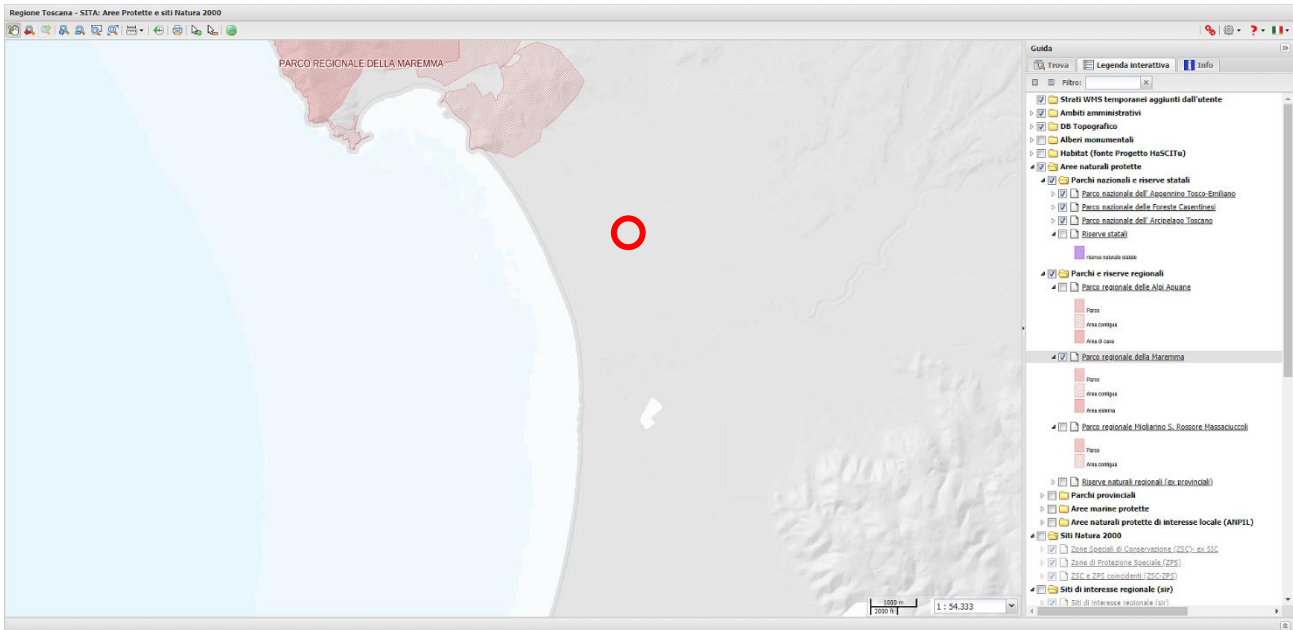 Regione Toscana - SITA: Aree Protette e siti Natura 2000
PARCO REGIONALE DELLA MAREMMA
1000 m
2000 ft
1 : 54.333
Guida
Trova
Legenda interattiva
Info
Filtro:
Strati WMS temporanei aggiunti dall'utente
Ambiti amministrativi
DB Topografico
Alberi monumentali
Habitat (fonte Progetto HaSCITu)
Aree naturali protette
Parchi nazionali e riserve statali
Parco nazionale dell' Appennino Tosco-Emiliano
Parco nazionale delle Foreste Casentinesi
Parco nazionale dell' Arcipelago Toscano
Riserve statali
riserva naturale statale
Parchi e riserve regionali
Parco regionale delle Alpi Apuane
Parco
Area contigua
Area di cava
Parco regionale della Maremma
Parco
Area contigua
Area esterna
Parco regionale Migliarino S. Rossore Massaciuccoli
Parco
Area contigua
Riserve naturali regionali (ex provinciali)
Parchi provinciali
Aree marine protette
Aree naturali protette di interesse locale (ANPIL)
Siti Natura 2000
Zone Speciali di Conservazione (ZSC)- ex SIC
Zone di Protezione Speciale (ZPS)
ZSC e ZPS coincidenti (ZSC-ZPS)
Siti di interesse regionale (sir)
Siti di interesse regionale (sir)